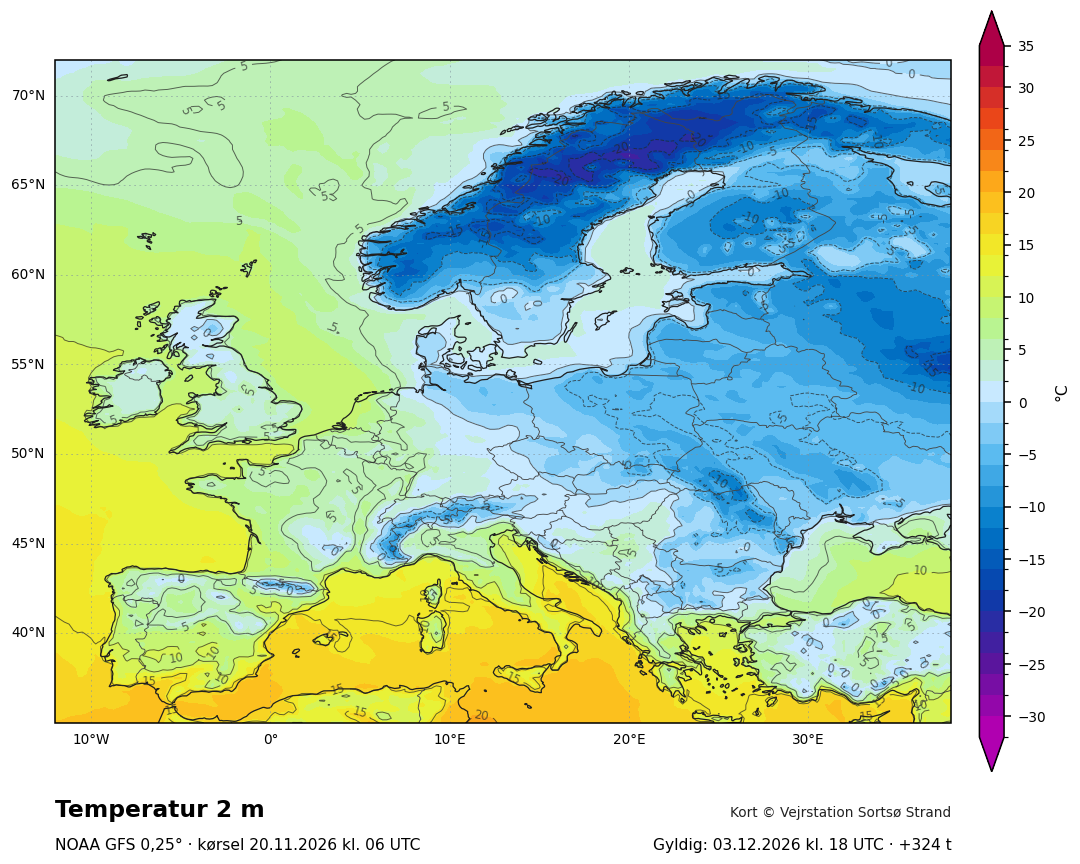 70°N
65°N
60°N
55°N
50°N
45°N
40°N
10°W
0°
10°E
20°E
30°E
35
30
25
20
15
10
5
0
−5
−10
−15
−20
−25
−30
°C
Temperatur 2 m
Kort © Vejrstation Sortsø Strand
NOAA GFS 0,25° · kørsel 20.11.2026 kl. 06 UTC
Gyldig: 03.12.2026 kl. 18 UTC · +324 t